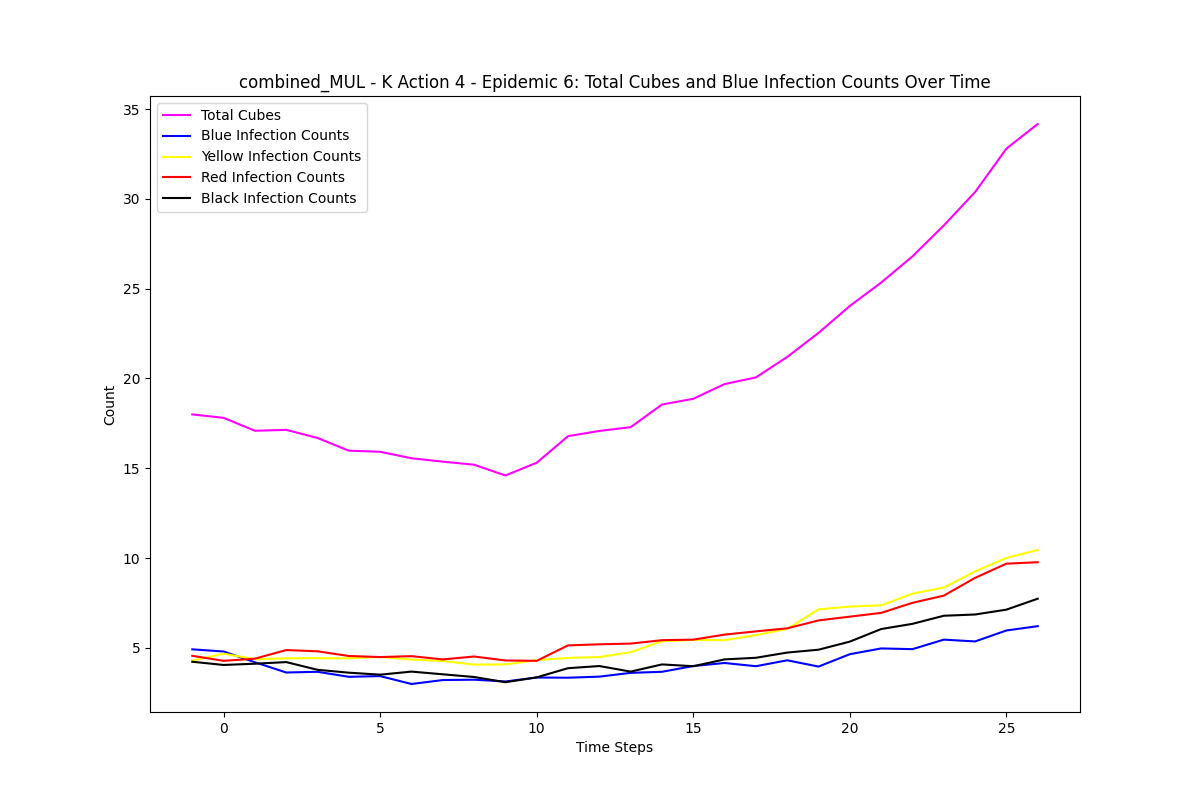 combined_MUL - K Action 4 - Epidemic 6: Total Cubes and Blue Infection Counts Over Time
Total Cubes
Blue Infection Counts
Yellow Infection Counts
Red Infection Counts
Black Infection Counts
35
30
25
20
15
10
5
Count
0
5
10
15
20
25
Time Steps